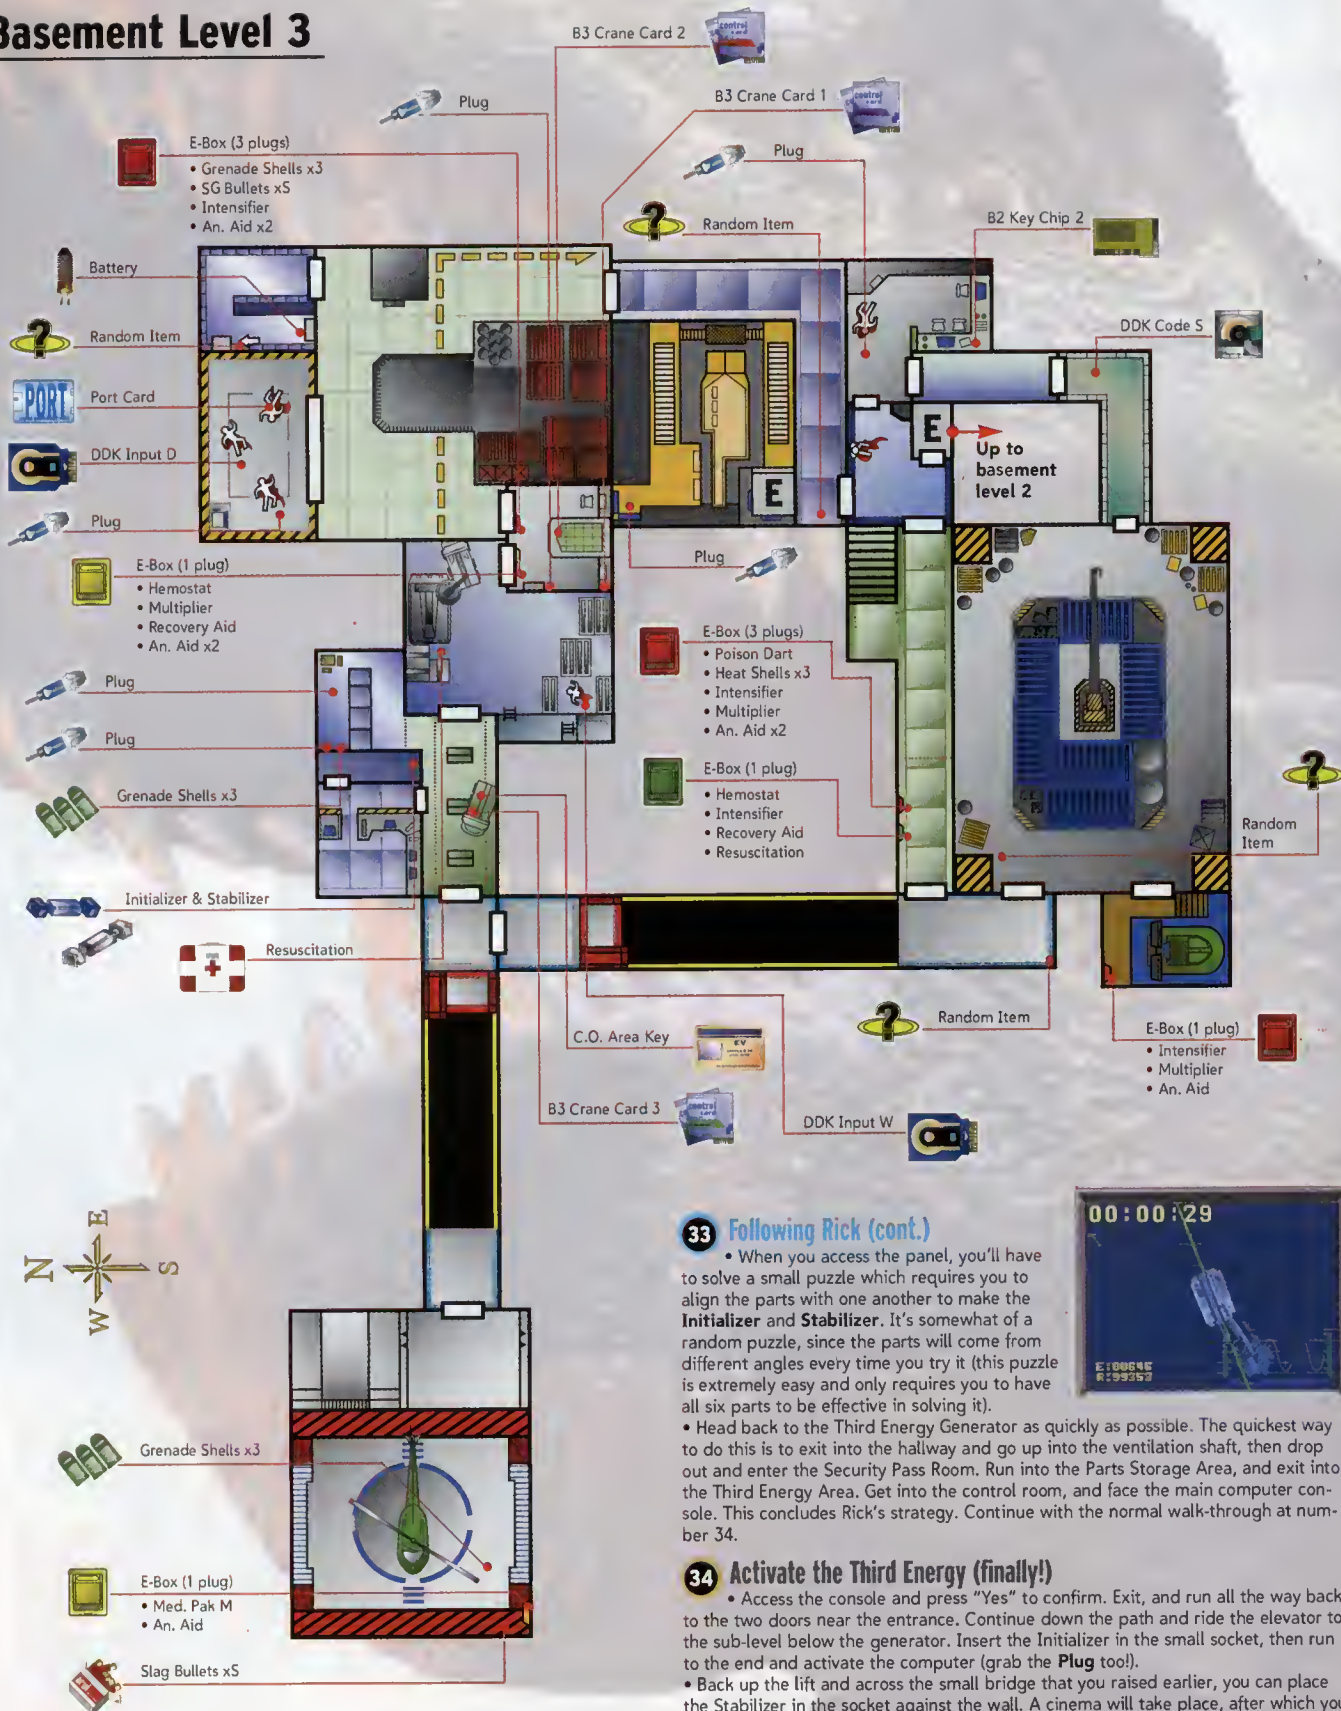 Basement Level 3
B3 Crane Card 2
Plug
B3 Crane Card 1
E-Box (3 plugs)
• Grenade Shells x3
• SG Bullets x5
• Intensifier
• An. Aid x2
Plug
Random Item
B2 Key Chip 2
Battery
Random Item
DDK Code S
PORT
Port Card
DDK Input D
E
Up to
basement
level 2
E
Plug
Plug
E-Box (1 plug)
• Hemostat
• Multiplier
• Recovery Aid
• An. Aid x2
E-Box (3 plugs)
• Poison Dart
• Heat Shells x3
• Intensifier
• Multiplier
• An. Aid x2
Plug
Plug
Grenade Shells x3
E-Box (1 plug)
• Hemostat
• Intensifier
• Recovery Aid
• Resuscitation
Random
Item
Initializer & Stabilizer
Resuscitation
Random Item
C.O. Area Key
E-Box (1 plug)
• Intensifier
• Multiplier
• An. Aid
B3 Crane Card 3
DDK Input W
N E S W
33 Following Rick (cont.)
• When you access the panel, you'll have
to solve a small puzzle which requires you to
align the parts with one another to make the
Initializer and Stabilizer. It's somewhat of a
random puzzle, since the parts will come from
different angles every time you try it (this puzzle
is extremely easy and only requires you to have
all six parts to be effective in solving it).
00:00:29
E:00646
R:99353
• Head back to the Third Energy Generator as quickly as possible. The quickest way
to do this is to exit into the hallway and go up into the ventilation shaft, then drop
out and enter the Security Pass Room. Run into the Parts Storage Area, and exit into
the Third Energy Area. Get into the control room, and face the main computer con-
sole. This concludes Rick's strategy. Continue with the normal walk-through at num-
ber 34.
Grenade Shells x3
E-Box (1 plug)
• Med. Pak M
• An. Aid
Slag Bullets x5
34 Activate the Third Energy (finally!)
• Access the console and press "Yes" to confirm. Exit, and run all the way back
to the two doors near the entrance. Continue down the path and ride the elevator to
the sub-level below the generator. Insert the Initializer in the small socket, then run
to the end and activate the computer (grab the Plug too!).
• Back up the lift and across the small bridge that you raised earlier, you can place
the Stabilizer in the socket against the wall. A cinema will take place, after which you